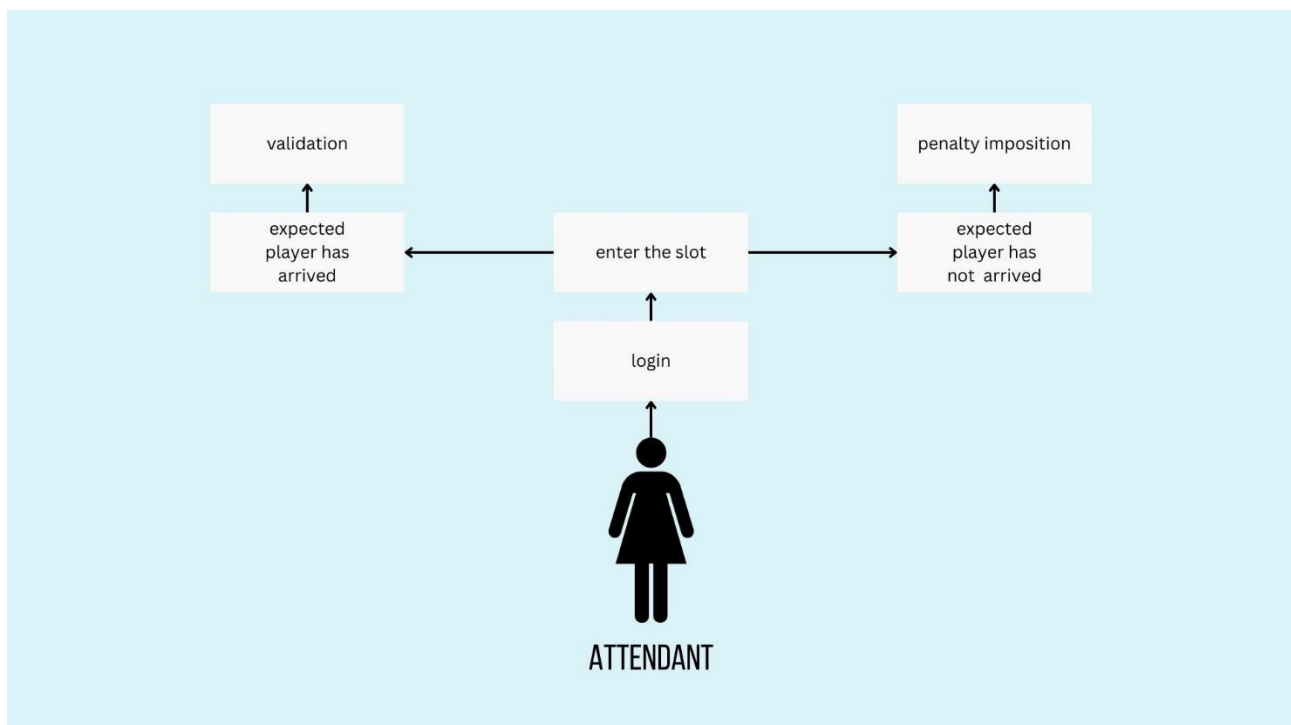 validation
penalty imposition
expected
player has
arrived
enter the slot
expected
player has
not arrived
login
ATTENDANT